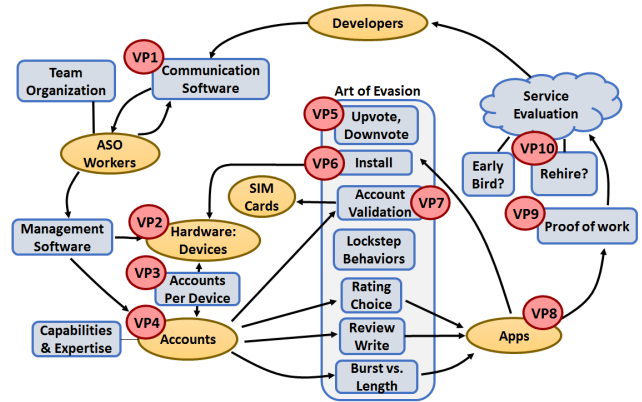 Developers
VP1
Communication
Software
Team
Organization
Art of Evasion
Service
Evaluation
VP5
Upvote,
Downvote
ASO
Workers
VP6
Install
VP10
Early
Bird?
Rehire?
SIM
Cards
Account
Validation
VP7
VP9
Proof of work
Management
Software
VP2
Hardware:
Devices
Lockstep
Behaviors
VP3
Accounts
Per Device
Rating
Choice
VP4
Capabilities
& Expertise
Accounts
Review
Write
VP8
Apps
Burst vs.
Length